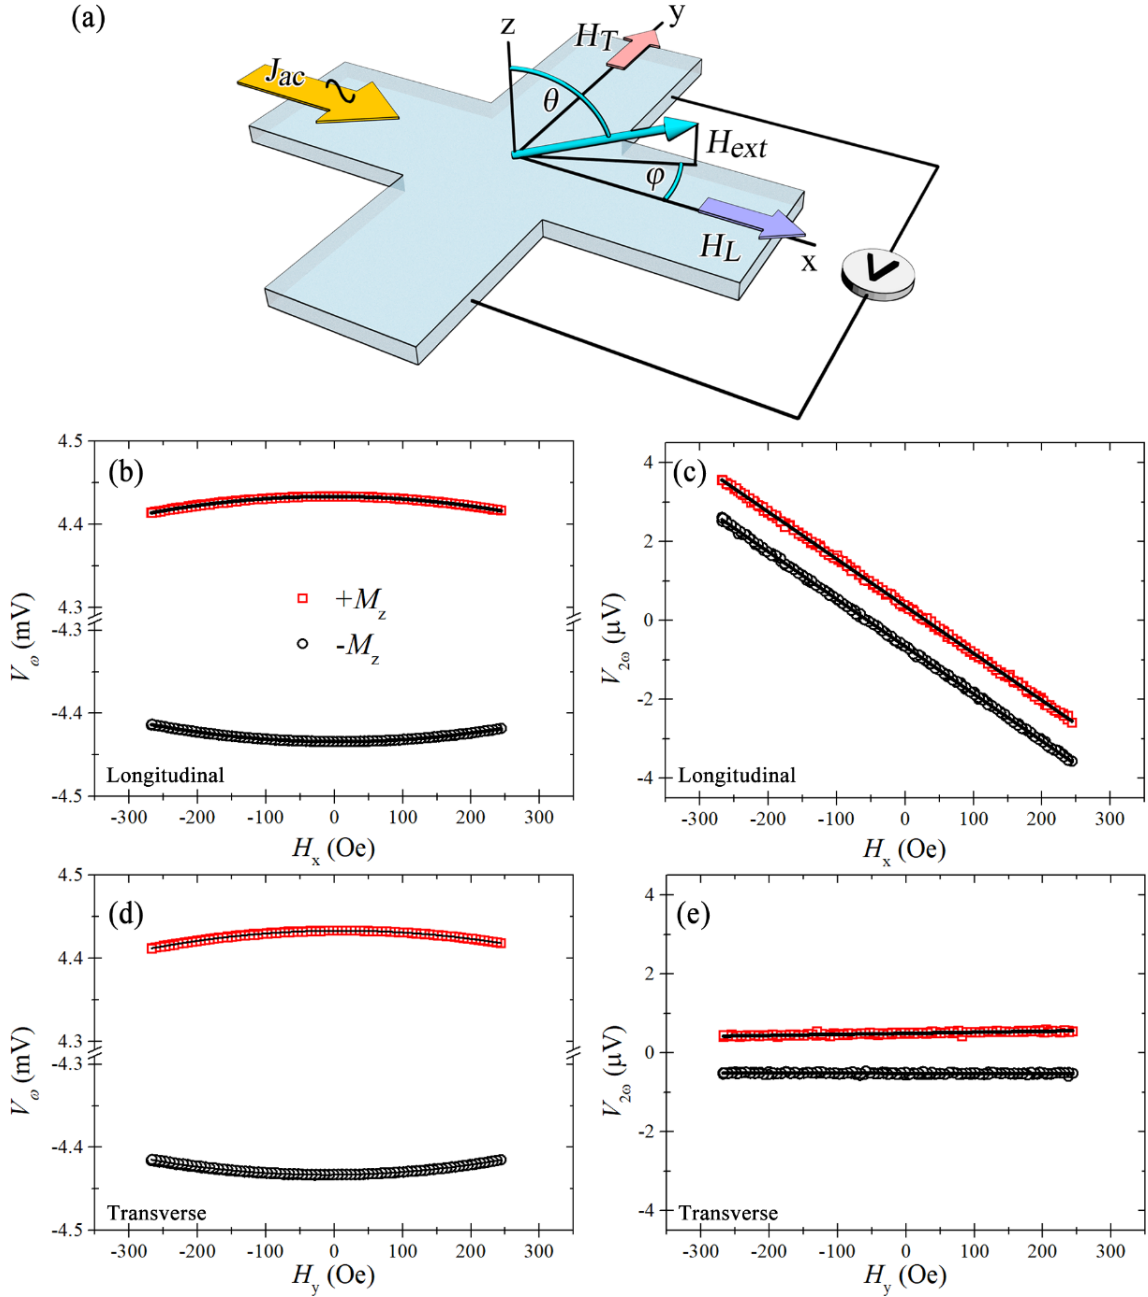 (a)
z
y
H_T
J_ac
θ
H_ext
φ
H_L
x
V
(b)
4.5
4.4
4.3
-4.3
-4.4
-4.5
V_ω (mV)
+M_z
-M_z
Longitudinal
-300 -200 -100 0 100 200 300
H_x (Oe)
(c)
4
2
0
-2
-4
V_2ω (μV)
Longitudinal
-300 -200 -100 0 100 200 300
H_x (Oe)
(d)
4.5
4.4
4.3
-4.3
-4.4
-4.5
V_ω (mV)
Transverse
-300 -200 -100 0 100 200 300
H_y (Oe)
(e)
4
2
0
-2
-4
V_2ω (μV)
Transverse
-300 -200 -100 0 100 200 300
H_y (Oe)